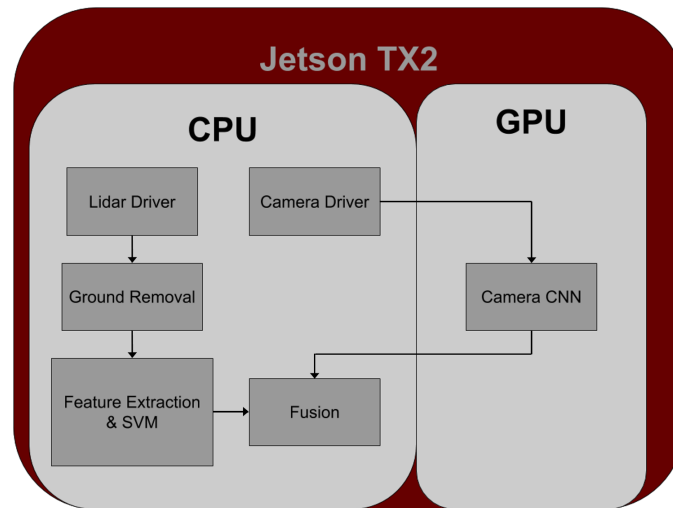 Jetson TX2
CPU
GPU
Lidar Driver
Camera Driver
Ground Removal
Camera CNN
Feature Extraction
& SVM
Fusion